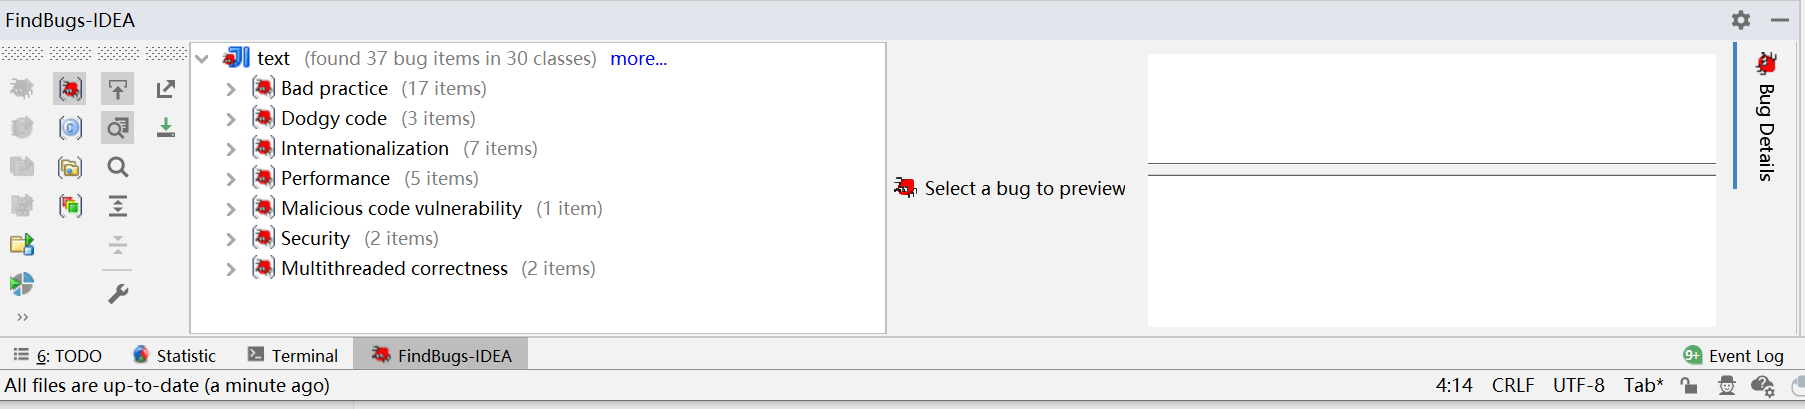 FindBugs-IDEA
text (found 37 bug items in 30 classes) more...
Bad practice (17 items)
Dodgy code (3 items)
Internationalization (7 items)
Performance (5 items)
Malicious code vulnerability (1 item)
Security (2 items)
Multithreaded correctness (2 items)
Select a bug to preview
Bug Details
6: TODO Statistic Terminal FindBugs-IDEA 9+ Event Log
All files are up-to-date (a minute ago) 4:14 CRLF UTF-8 Tab*